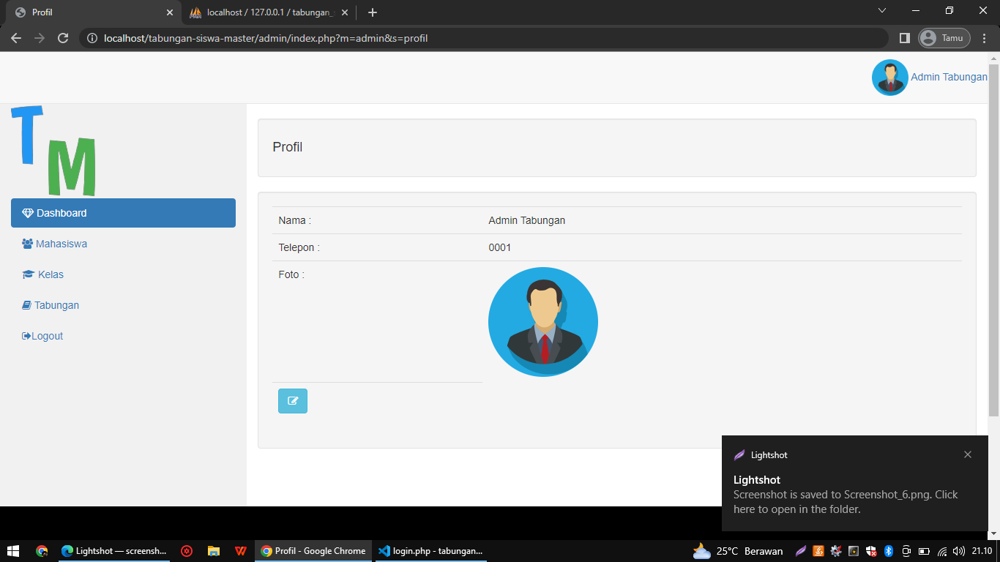 Profil
localhost / 127.0.0.1 / tabungan_
localhost/tabungan-siswa-master/admin/index.php?m=admin&s=profil
Tamu
Admin Tabungan
TM
Dashboard
Mahasiswa
Kelas
Tabungan
Logout
Profil
Nama :
Admin Tabungan
Telepon :
0001
Foto :
Lightshot
Lightshot
Screenshot is saved to Screenshot_6.png. Click
here to open in the folder.
Lightshot — screensh...
Profil - Google Chrome
login.php - tabungan...
25°C Berawan
21.10